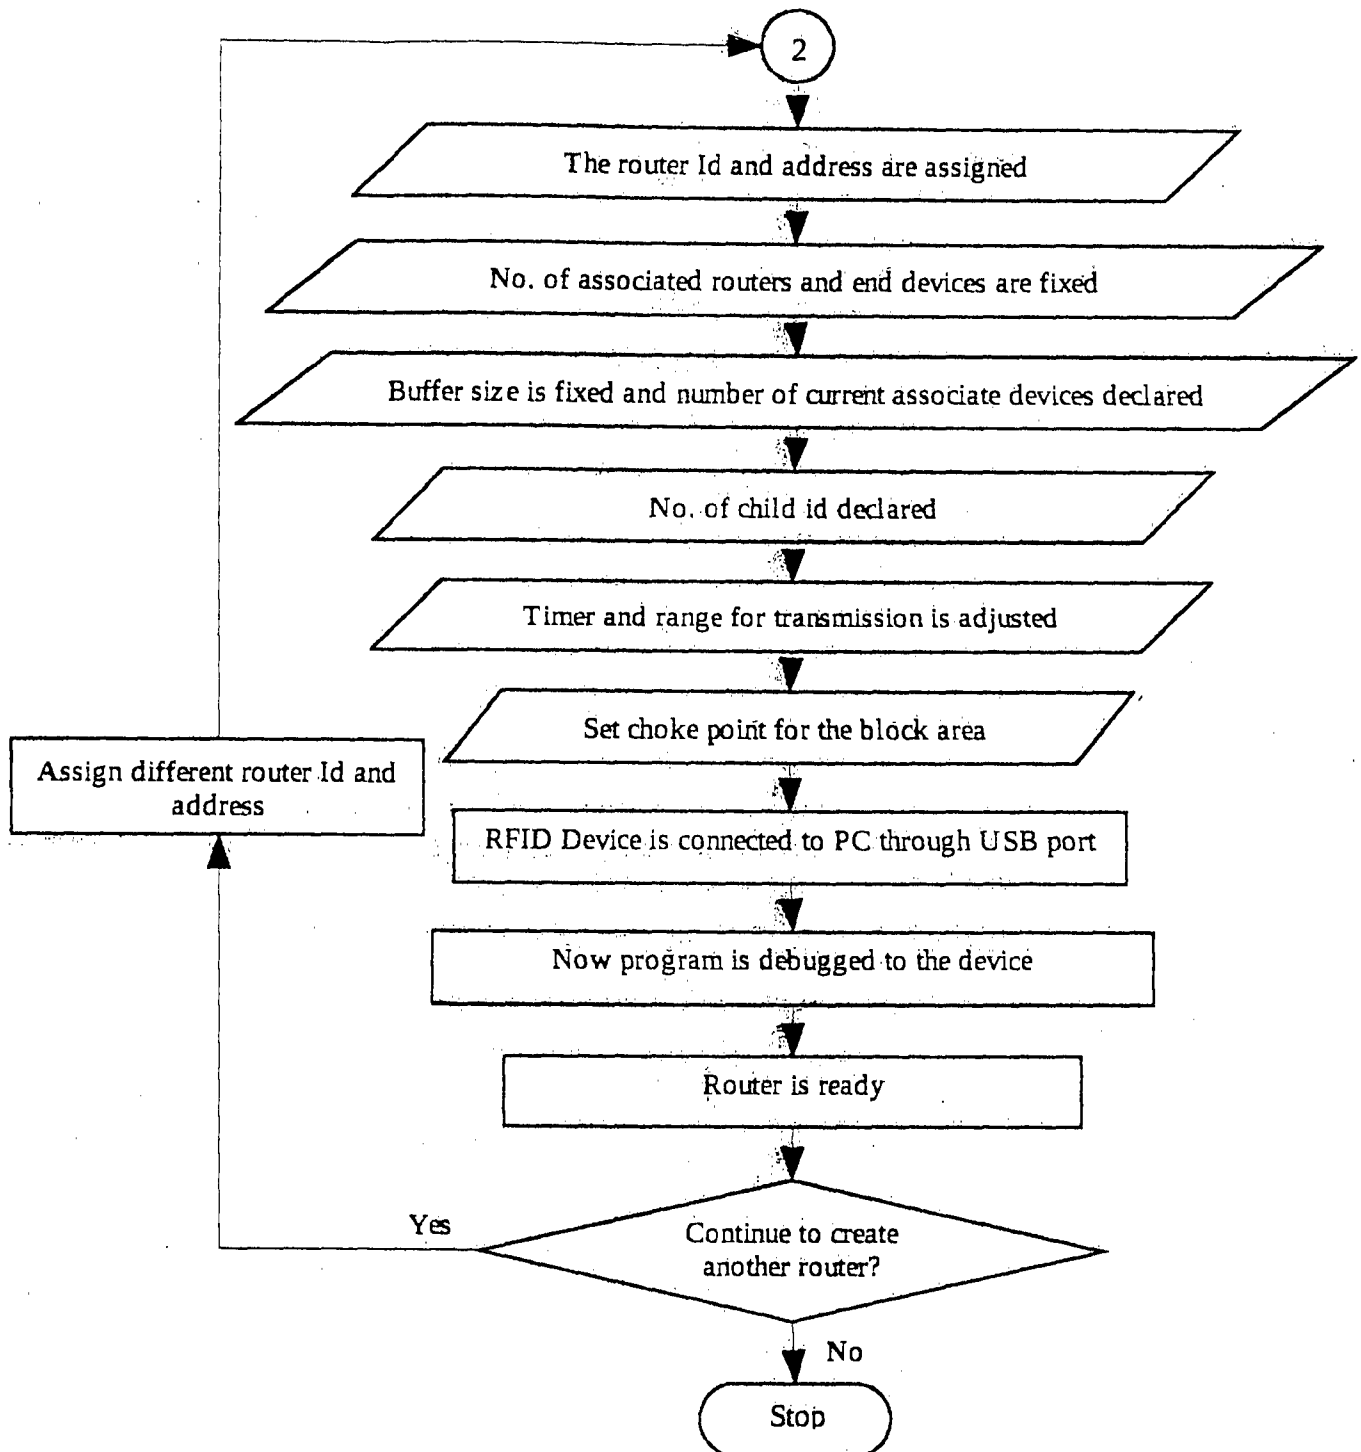 2
The router Id and address are assigned
No. of associated routers and end devices are fixed
Buffer size is fixed and number of current associate devices declared
No. of child id declared
Timer and range for transmission is adjusted
Set choke point for the block area
Assign different router Id and
address
RFID Device is connected to PC through USB port
Now program is debugged to the device
Router is ready
Yes
Continue to create
another router?
No
Stop